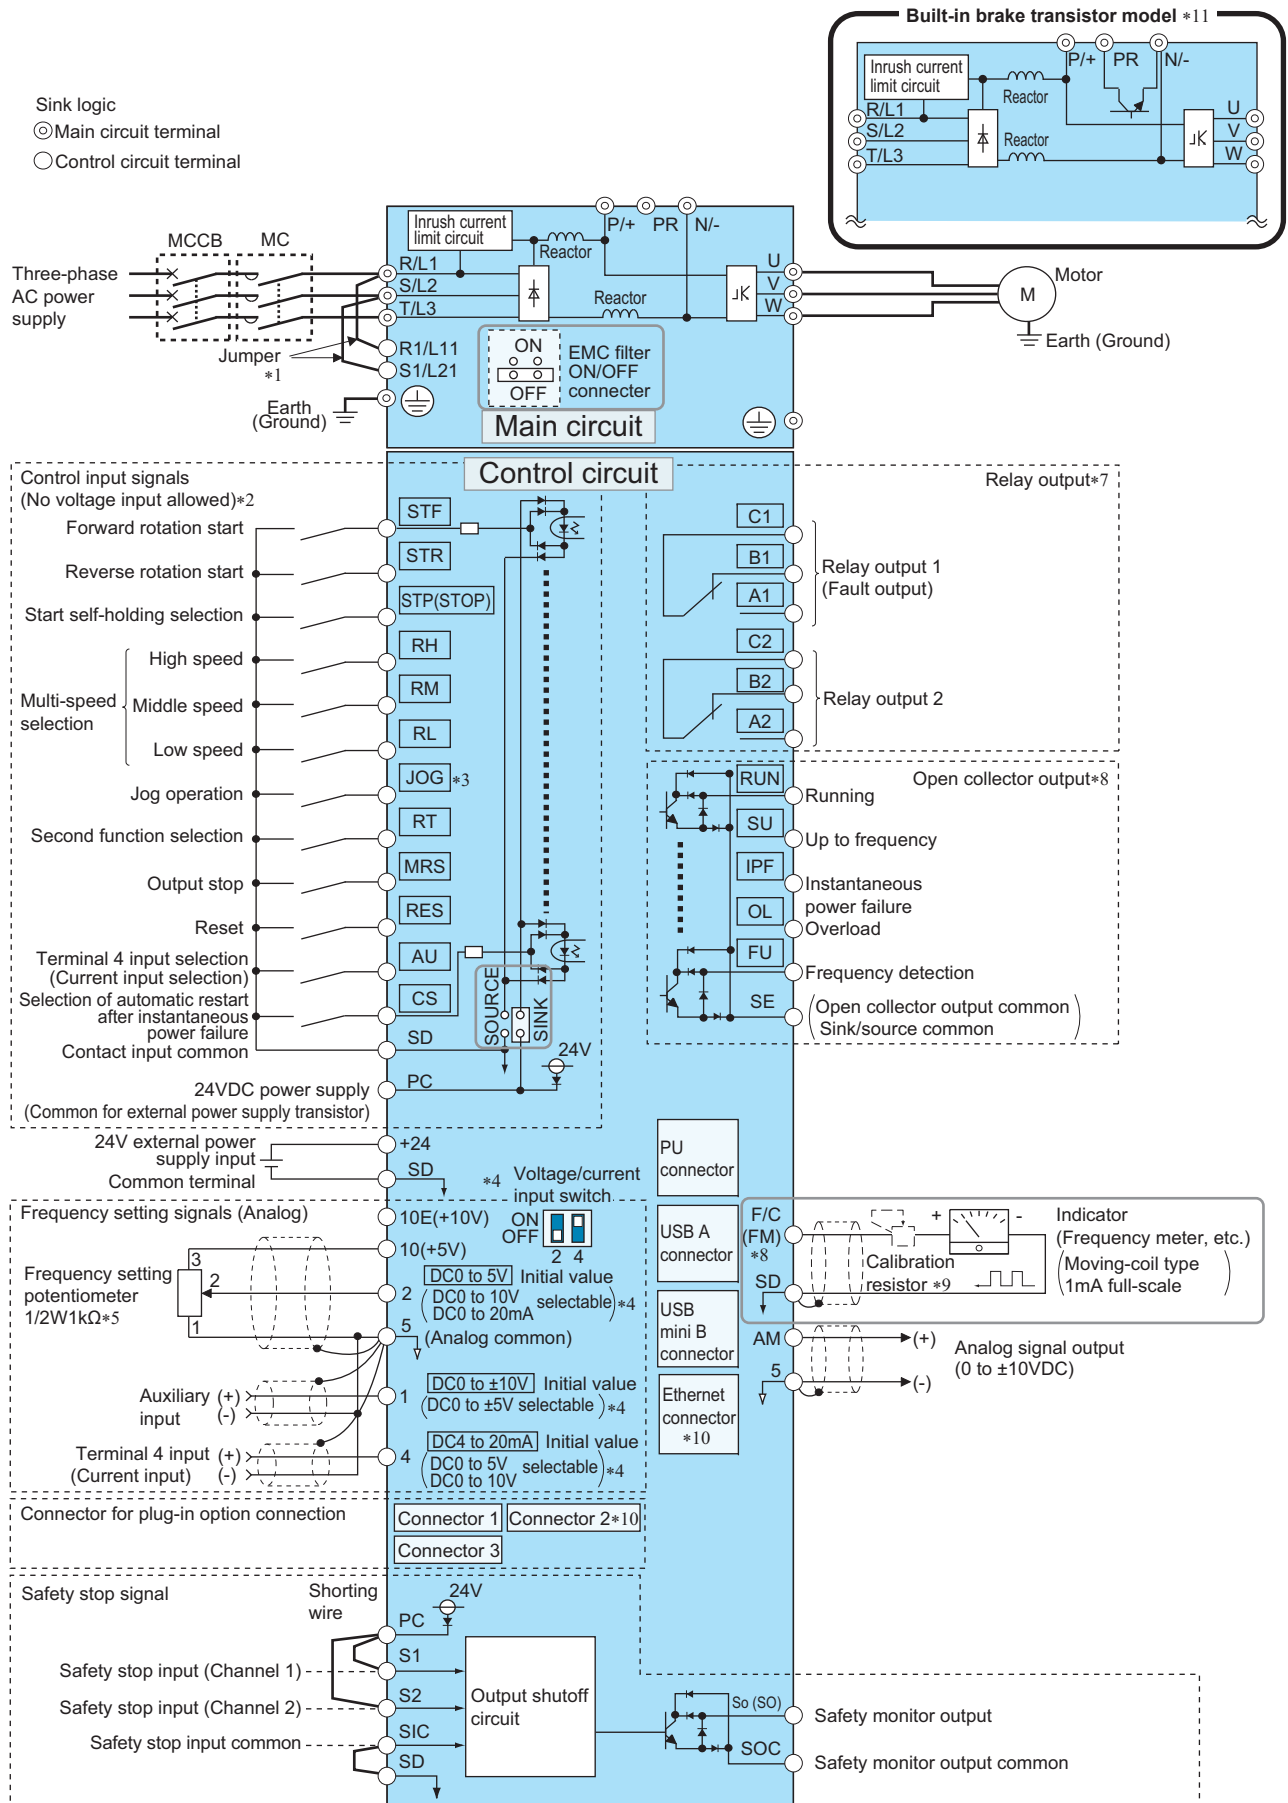 Built-in brake transistor model *11
P/+ PR N/-
Inrush current
limit circuit
Reactor
R/L1
S/L2
T/L3
Reactor
U
V
W
Sink logic
Main circuit terminal
Control circuit terminal
P/+ PR N/-
Inrush current
limit circuit
Reactor
MCCB MC
Three-phase
AC power
supply
R/L1
S/L2
T/L3
Reactor
U
V
W
Motor
M
Earth (Ground)
Jumper
*1
R1/L11
S1/L21
ON
OFF
EMC filter
ON/OFF
connecter
Earth
(Ground)
Main circuit
Control circuit
Control input signals
(No voltage input allowed)*2
Forward rotation start
STF
Reverse rotation start
STR
Start self-holding selection
STP(STOP)
Multi-speed
selection
High speed
RH
Middle speed
RM
Low speed
RL
Jog operation
JOG *3
Second function selection
RT
Output stop
MRS
Reset
RES
Terminal 4 input selection
(Current input selection)
AU
Selection of automatic restart
after instantaneous
power failure
CS
Contact input common
SD
SOURCE
SINK
24V
24VDC power supply
(Common for external power supply transistor)
PC
Relay output*7
C1
B1
A1
Relay output 1
(Fault output)
C2
B2
A2
Relay output 2
Open collector output*8
RUN
Running
SU
Up to frequency
IPF
Instantaneous
power failure
OL
Overload
FU
Frequency detection
SE
Open collector output common
Sink/source common
24V external power
supply input
+24
Common terminal
SD
*4 Voltage/current
input switch
ON
OFF
2 4
Frequency setting signals (Analog)
10E(+10V)
10(+5V)
Frequency setting
potentiometer
1/2W1kΩ*5
3
2
1
2
DC0 to 5V Initial value
DC0 to 10V
DC0 to 20mA
selectable *4
5
(Analog common)
Auxiliary
input
(+)
(-)
1
DC0 to ±10V Initial value
(DC0 to ±5V selectable)*4
Terminal 4 input
(Current input)
(+)
(-)
4
DC4 to 20mA Initial value
DC0 to 5V
DC0 to 10V
selectable *4
PU
connector
USB A
connector
USB
mini B
connector
Ethernet
connector
*10
F/C
(FM)
*8
SD
+ -
Indicator
(Frequency meter, etc.)
Calibration
resistor *9
Moving-coil type
1mA full-scale
AM
(+)
Analog signal output
(0 to ±10VDC)
5
(-)
Connector for plug-in option connection
Connector 1
Connector 2*10
Connector 3
Safety stop signal
Shorting
wire
24V
PC
S1
Safety stop input (Channel 1)
S2
Safety stop input (Channel 2)
SIC
Safety stop input common
SD
Output shutoff
circuit
So (SO)
Safety monitor output
SOC
Safety monitor output common